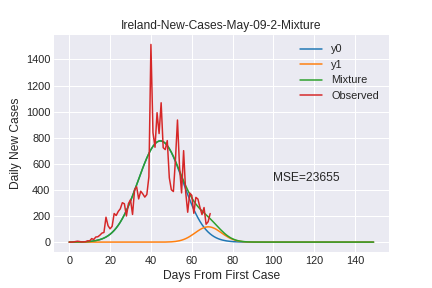 Ireland-New-Cases-May-09-2-Mixture
Daily New Cases
1400
1200
1000
800
600
400
200
0
y0
y1
Mixture
Observed
MSE=23655
0 20 40 60 80 100 120 140
Days From First Case